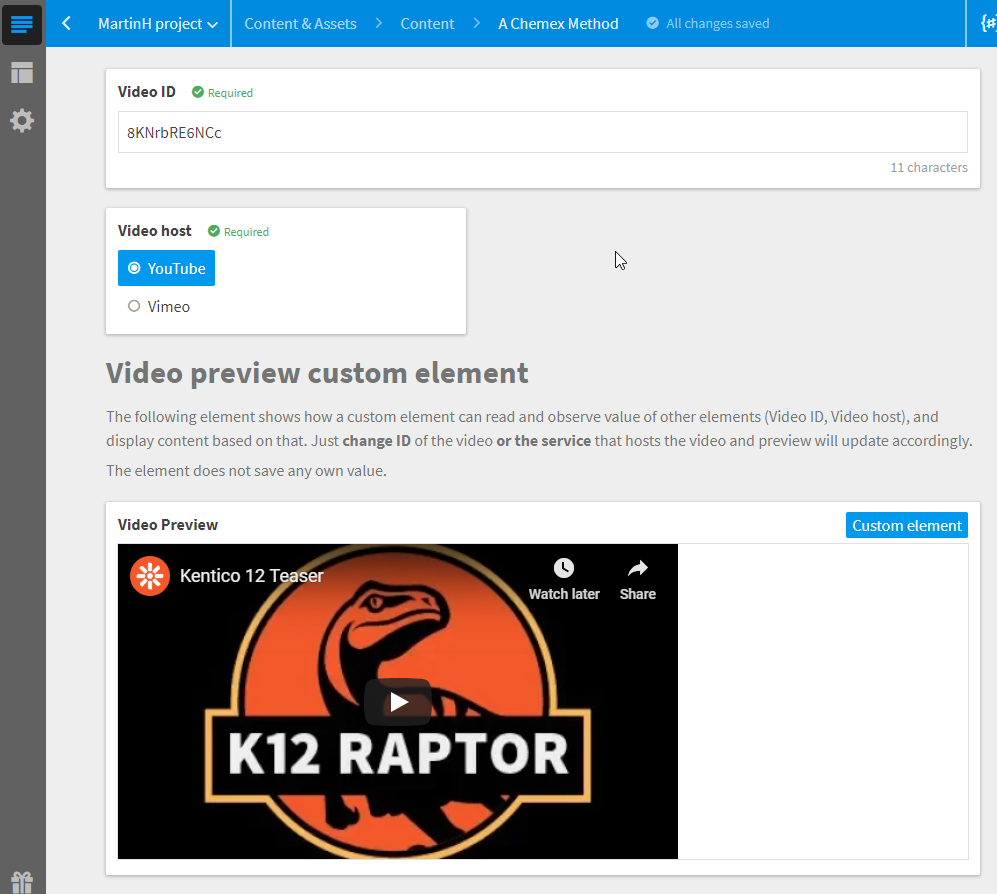 MartinH project
Content & Assets
Content
A Chemex Method
All changes saved
{#
Video ID
Required
8KNrbRE6NCc
11 characters
Video host
Required
YouTube
Vimeo
Video preview custom element
The following element shows how a custom element can read and observe value of other elements (Video ID, Video host), and
display content based on that. Just change ID of the video or the service that hosts the video and preview will update accordingly.
The element does not save any own value.
Video Preview
Custom element
Kentico 12 Teaser
Watch later
Share
K12 RAPTOR